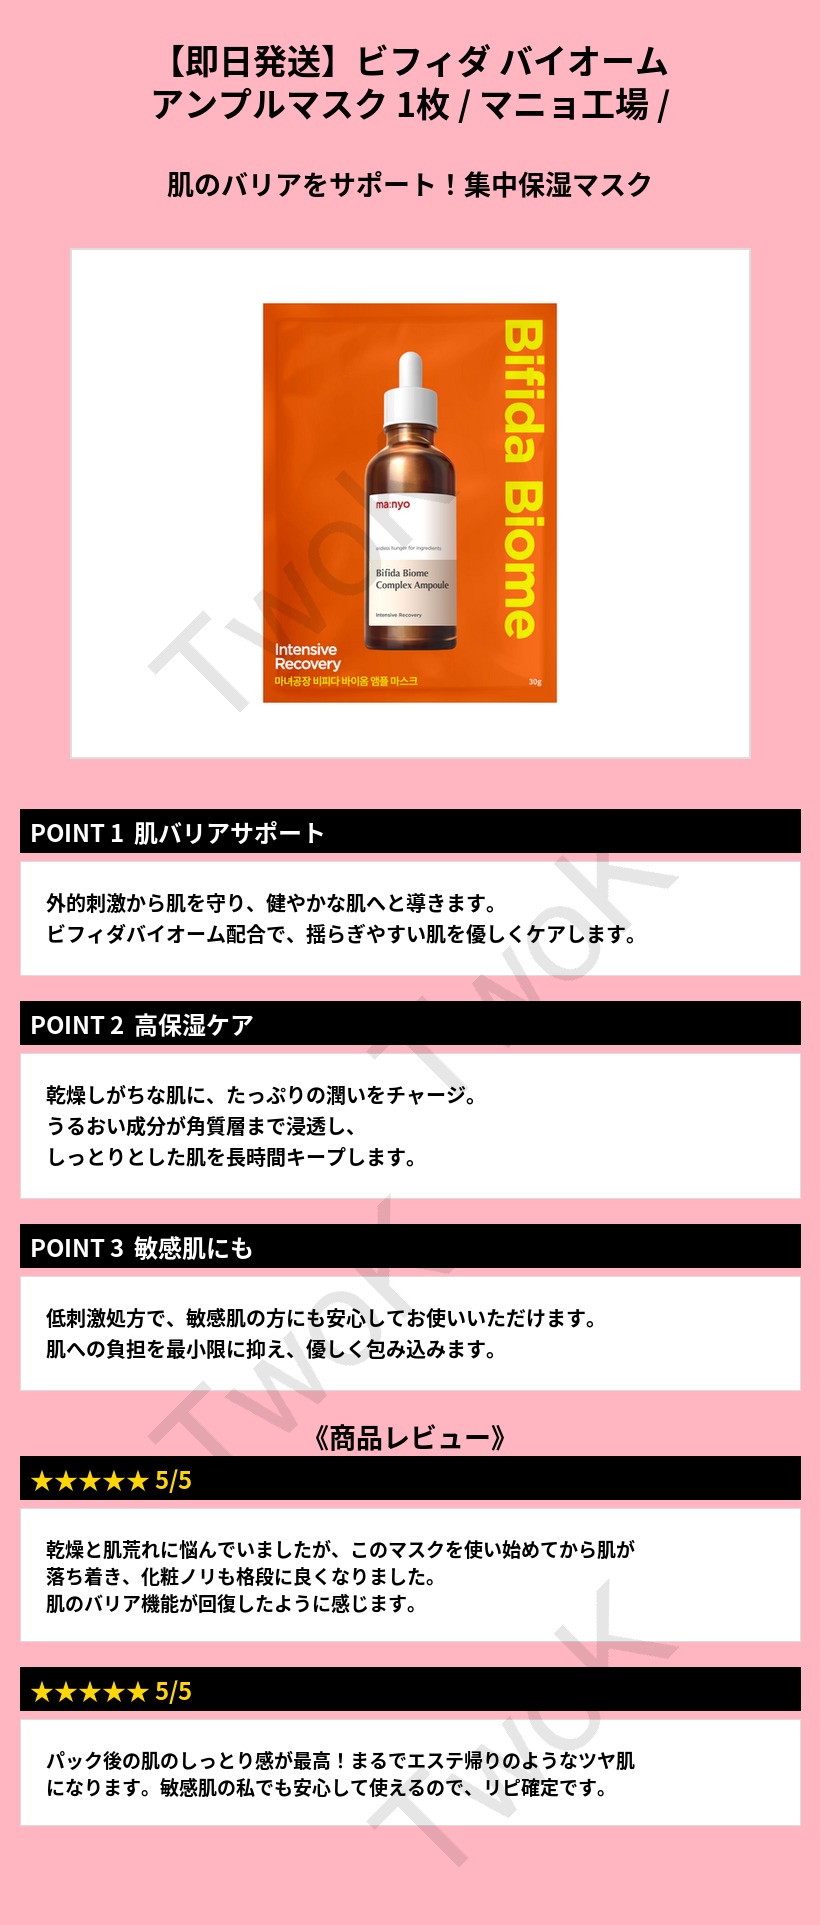 【即日発送】ビフィダ バイオーム
アンプルマスク 1枚 / マニョ工場 /
肌のバリアをサポート！集中保湿マスク
Bifida Biome
ma:nyo
endless hunger for ingredients
Bifida Biome
Complex Ampoule
Intensive Recovery
Intensive
Recovery
마녀공장 비피다 바이옴 앰플 마스크
30g
TwoK
POINT 1 肌バリアサポート
外的刺激から肌を守り、健やかな肌へと導きます。
ビフィダバイオーム配合で、揺らぎやすい肌を優しくケアします。
TwoK
POINT 2 高保湿ケア
乾燥しがちな肌に、たっぷりの潤いをチャージ。
うるおい成分が角質層まで浸透し、
しっとりとした肌を長時間キープします。
POINT 3 敏感肌にも
低刺激処方で、敏感肌の方にも安心してお使いいただけます。
肌への負担を最小限に抑え、優しく包み込みます。
TwoK
《商品レビュー》
★★★★★ 5/5
乾燥と肌荒れに悩んでいましたが、このマスクを使い始めてから肌が
落ち着き、化粧ノリも格段に良くなりました。
肌のバリア機能が回復したように感じます。
★★★★★ 5/5
パック後の肌のしっとり感が最高！まるでエステ帰りのようなツヤ肌
になります。敏感肌の私でも安心して使えるので、リピ確定です。
TwoK